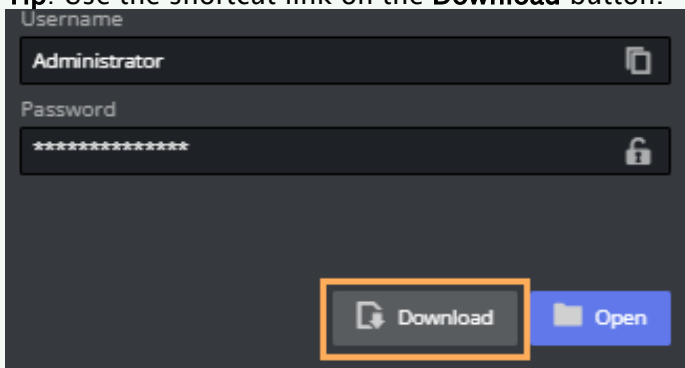 Tip: Use the shortcut link on the Download button.
Username
Administrator
Password
***************
Download
Open